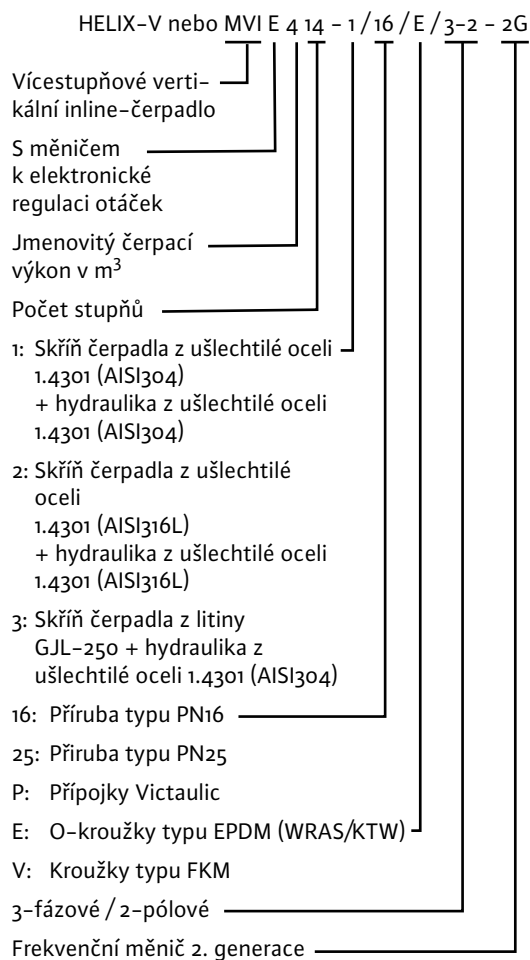 HELIX-V nebo MVI E 4 14 - 1 / 16 / E / 3-2 - 2G
Vícestupňové verti-
kální inline-čerpadlo
S měničem
k elektronické
regulaci otáček
Jmenovitý čerpací
výkon v m³
Počet stupňů
1: Skříň čerpadla z ušlechtilé oceli
1.4301 (AISI304)
+ hydraulika z ušlechtilé oceli
1.4301 (AISI304)
2: Skříň čerpadla z ušlechtilé
oceli
1.4301 (AISI316L)
+ hydraulika z ušlechtilé oceli
1.4301 (AISI316L)
3: Skříň čerpadla z litiny
GJL-250 + hydraulika z
ušlechtilé oceli 1.4301 (AISI304)
16: Příruba typu PN16
25: Přiruba typu PN25
P: Přípojky Victaulic
E: O-kroužky typu EPDM (WRAS/KTW)
V: Kroužky typu FKM
3-fázové / 2-pólové
Frekvenční měnič 2. generace